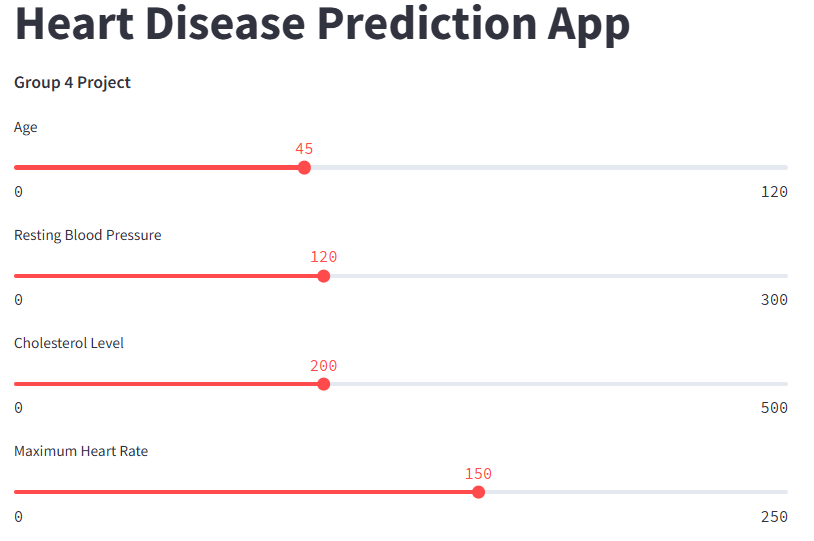 Heart Disease Prediction App
Group 4 Project
Age
45
0 120
Resting Blood Pressure
120
0 300
Cholesterol Level
200
0 500
Maximum Heart Rate
150
0 250